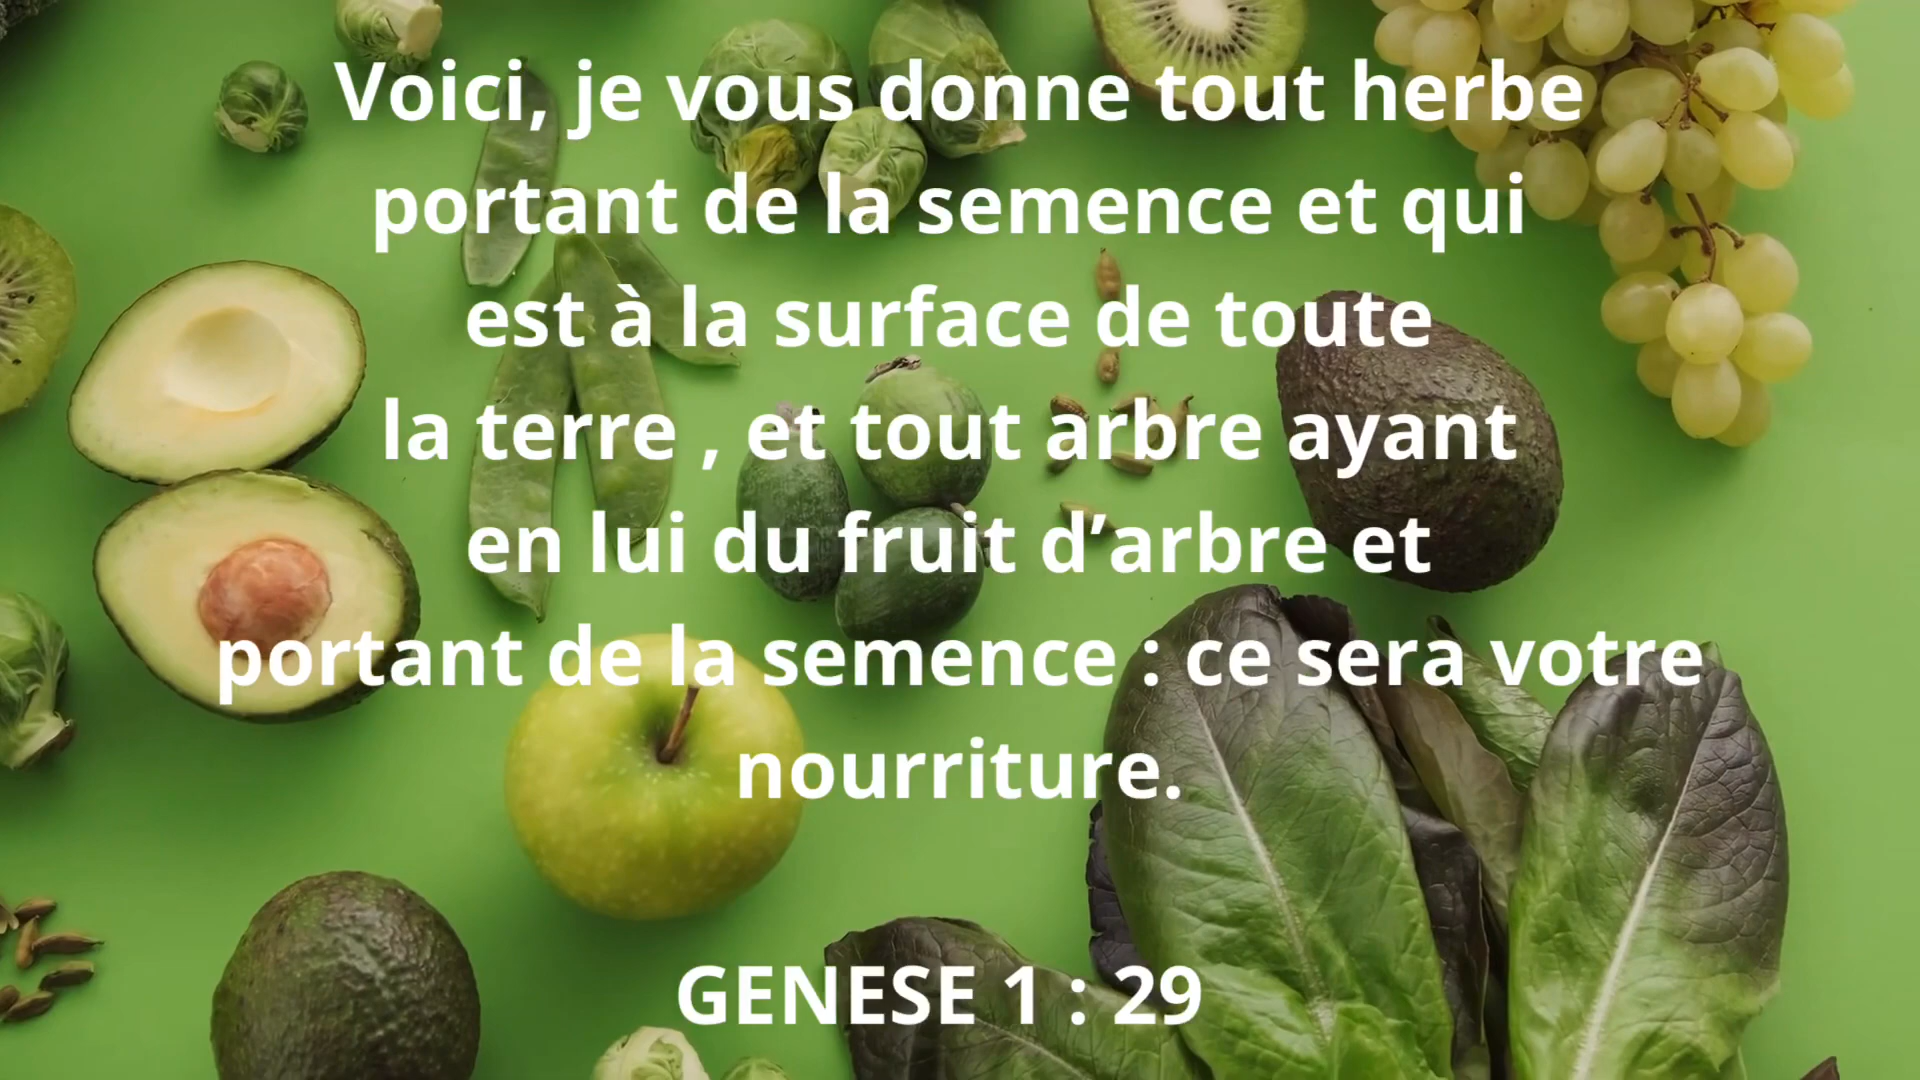 Voici, je vous donne tout herbe
portant de la semence et qui
est à la surface de toute
la terre , et tout arbre ayant
en lui du fruit d’arbre et
portant de la semence : ce sera votre
nourriture.
GENESE 1 : 29